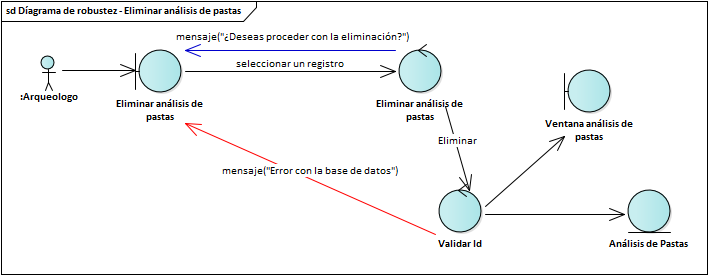 sd Diagrama de robustez - Eliminar análisis de pastas
mensaje("¿Deseas proceder con la eliminación?")
seleccionar un registro
:Arqueologo
Eliminar análisis de
pastas
Eliminar análisis de
pastas
Ventana análisis de
pastas
Eliminar
mensaje("Error con la base de datos")
Validar Id
Análisis de Pastas